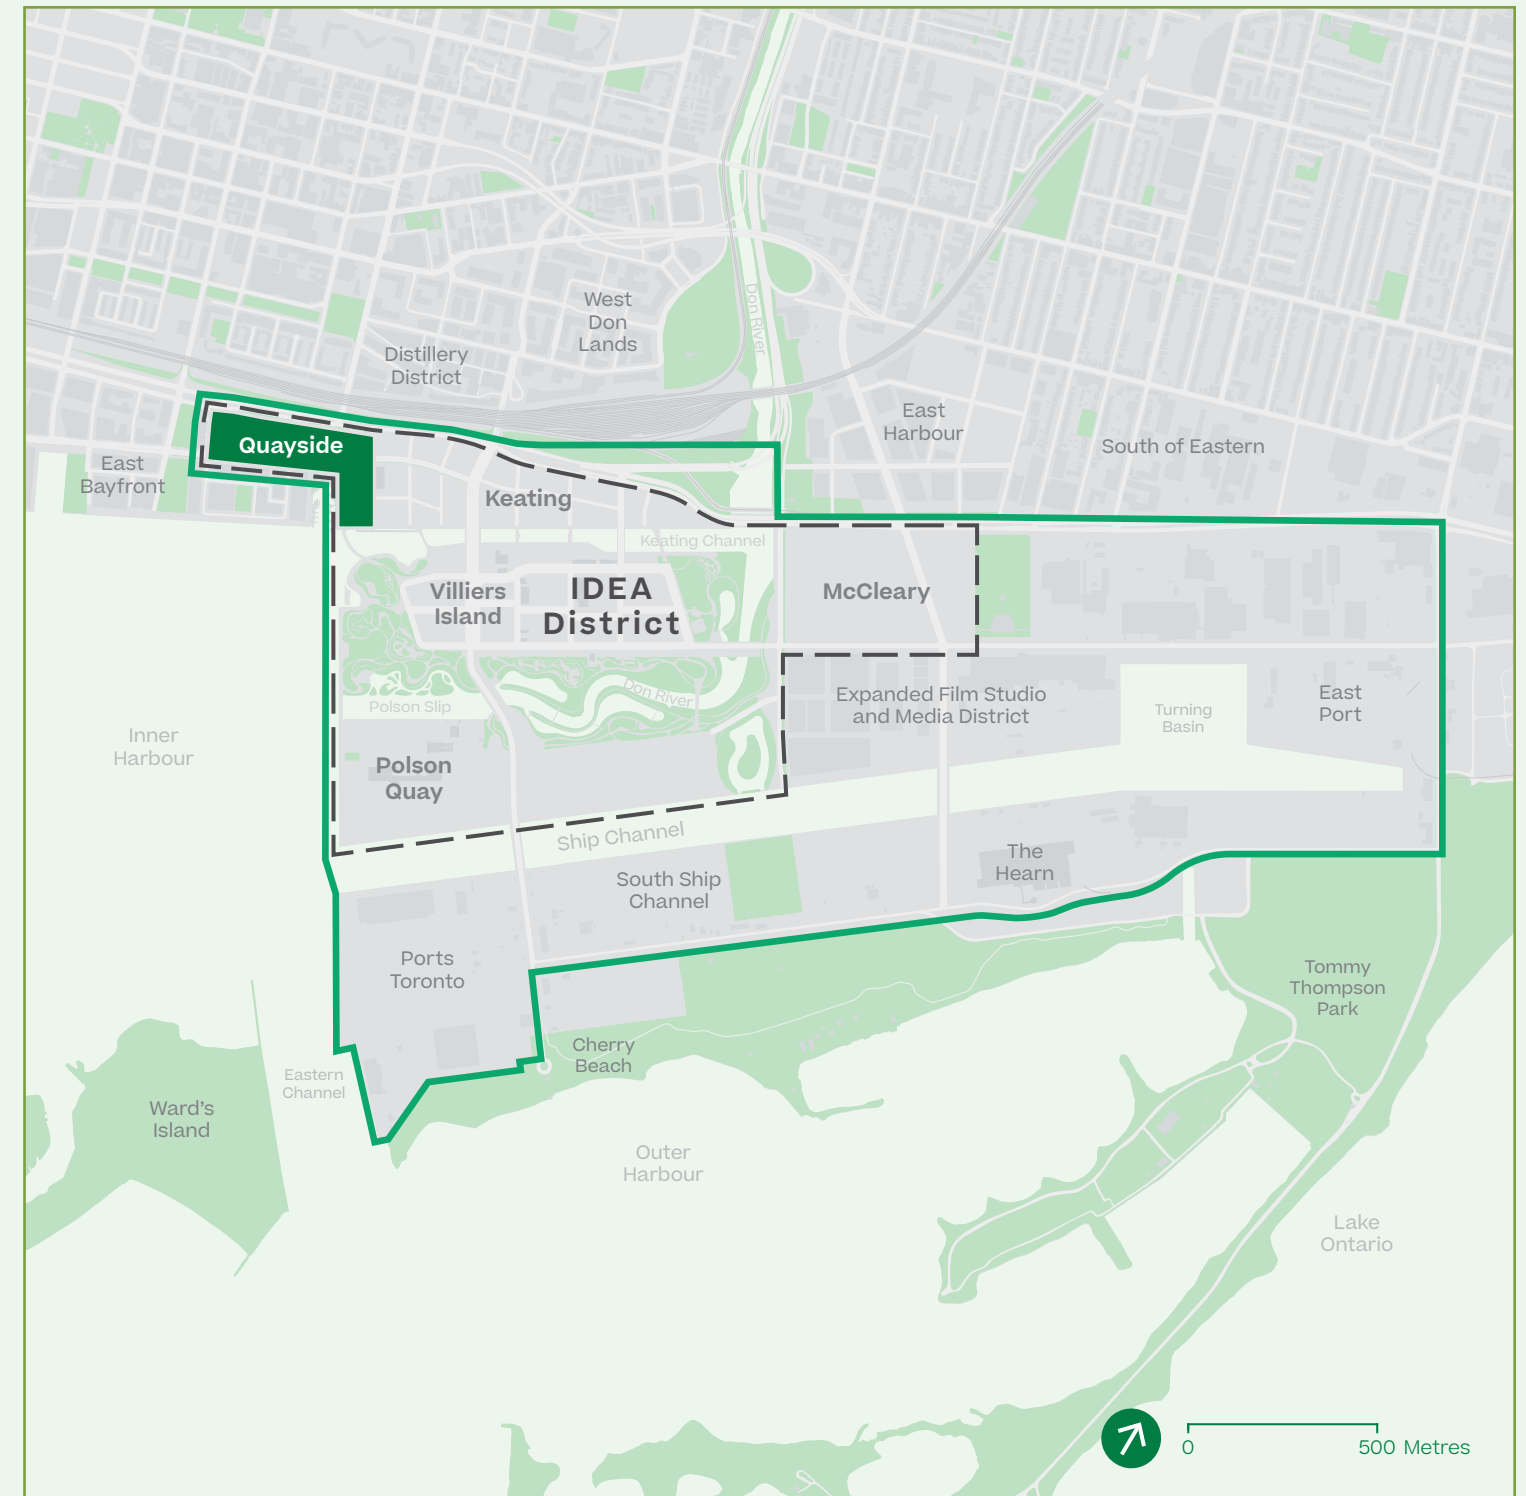 West
Don
Lands
Don River
Distillery
District
East
Harbour
South of Eastern
Quayside
East
Bayfront
Keating
Keating Channel
Villiers
Island
IDEA
District
McCleary
Don River
Expanded Film Studio
and Media District
East
Port
Turning
Basin
Polson Slip
Inner
Harbour
Polson
Quay
Ship Channel
The
Hearn
South Ship
Channel
Ports
Toronto
Tommy
Thompson
Park
Cherry
Beach
Eastern
Channel
Ward's
Island
Outer
Harbour
Lake
Ontario
0 500 Metres